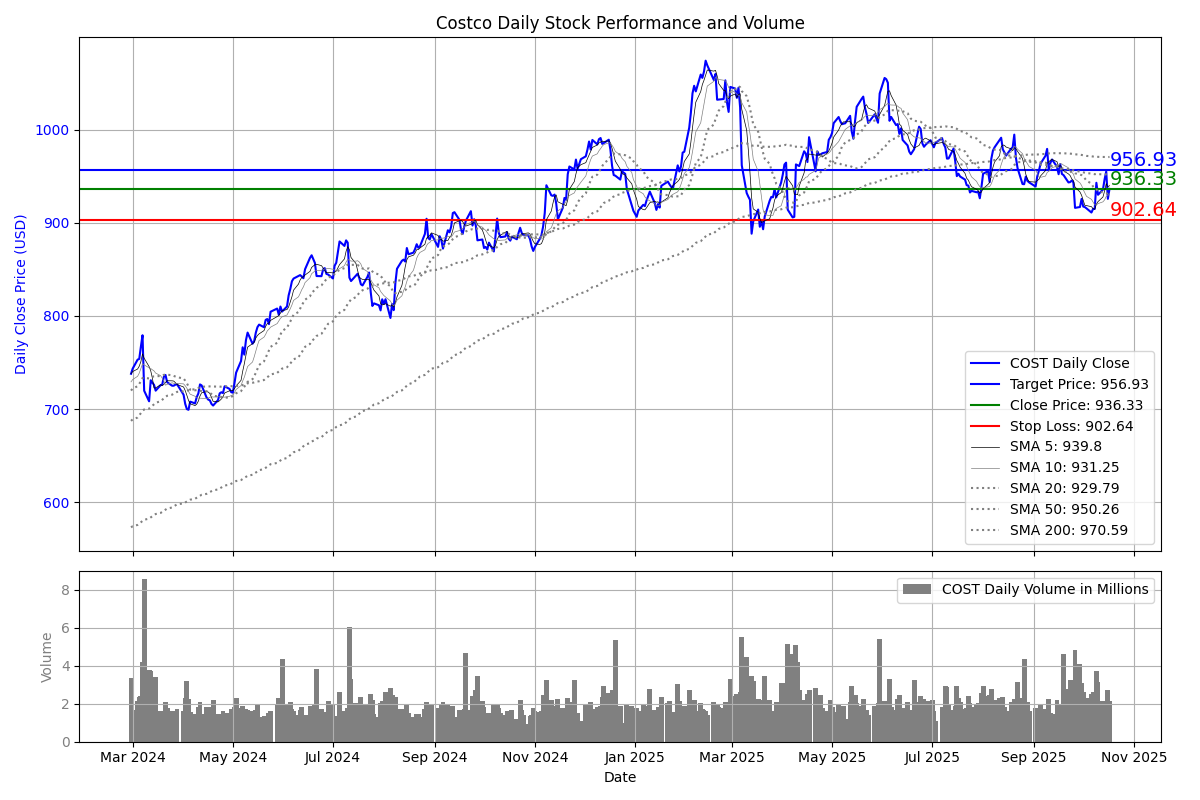 Costco Daily Stock Performance and Volume
Daily Close Price (USD)
1000
900
800
700
600
956.93
936.33
902.64
COST Daily Close
Target Price: 956.93
Close Price: 936.33
Stop Loss: 902.64
SMA 5: 939.8
SMA 10: 931.25
SMA 20: 929.79
SMA 50: 950.26
SMA 200: 970.59
Volume
8
6
4
2
0
COST Daily Volume in Millions
Mar 2024 May 2024 Jul 2024 Sep 2024 Nov 2024 Jan 2025 Mar 2025 May 2025 Jul 2025 Sep 2025 Nov 2025
Date